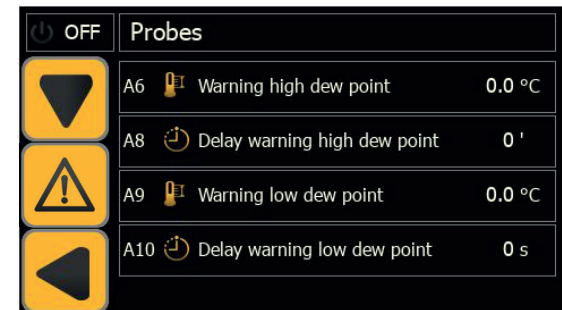 OFF
Probes
A6 Warning high dew point 0.0 °C
A8 Delay warning high dew point 0 '
A9 Warning low dew point 0.0 °C
A10 Delay warning low dew point 0 s